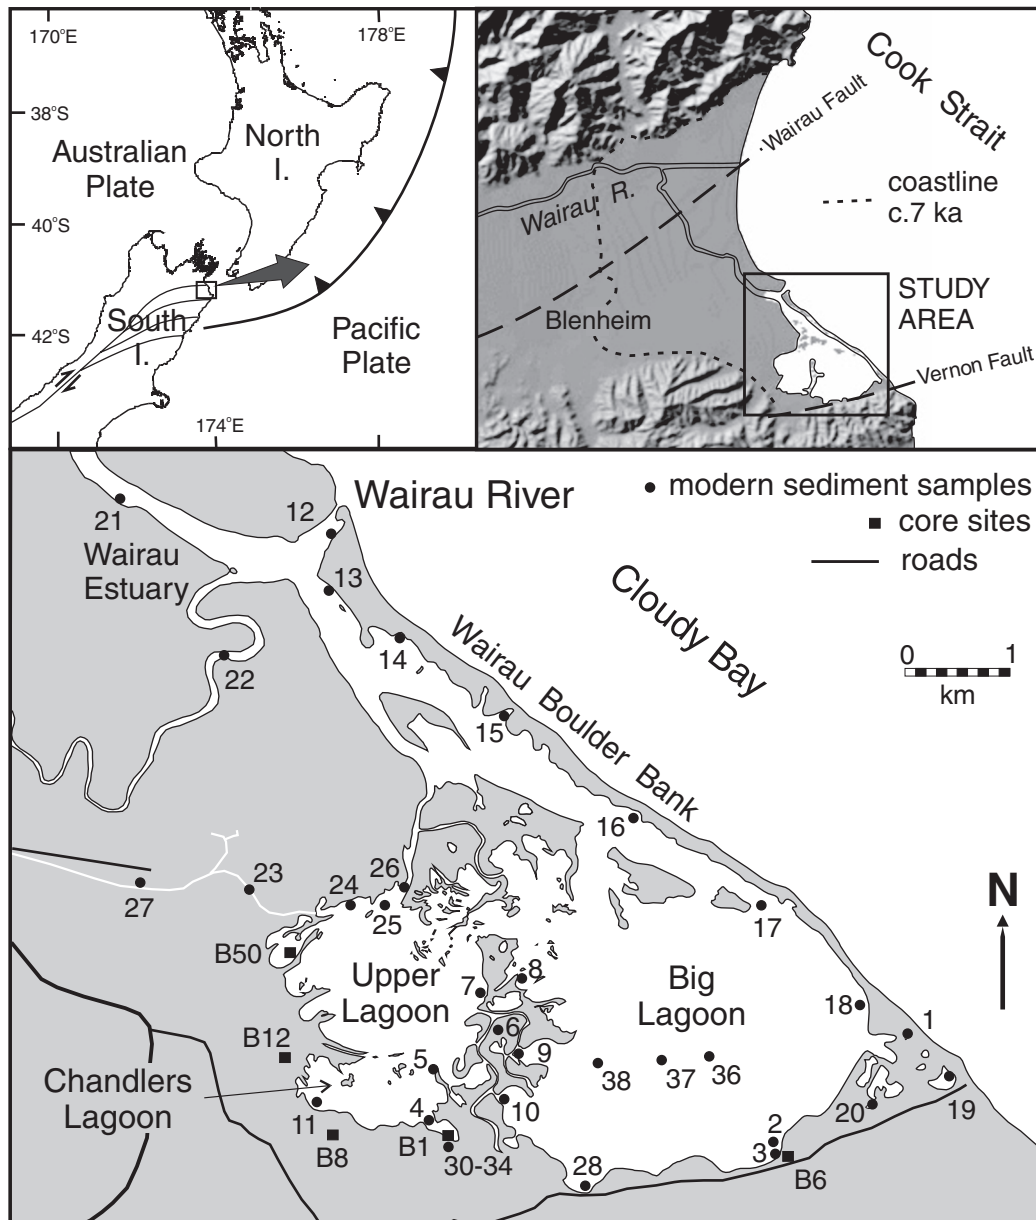 170°E
178°E
38°S
Australian
Plate
North
I.
40°S
42°S
South
I.
Pacific
Plate
174°E
Cook Strait
Wairau Fault
coastline
c.7 ka
Wairau R.
Blenheim
STUDY
AREA
Vernon Fault
Wairau River
modern sediment samples
core sites
roads
21
12
Wairau
Estuary
13
Cloudy Bay
Wairau Boulder Bank
0 1
km
14
22
15
16
N
26
23
24
25
27
17
B50
Upper
Lagoon
8
7
Big
Lagoon
18
6
1
B12
5
9
38
37
36
Chandlers
Lagoon
10
11
4
20
19
B8
B1
30-34
2
3
28
B6